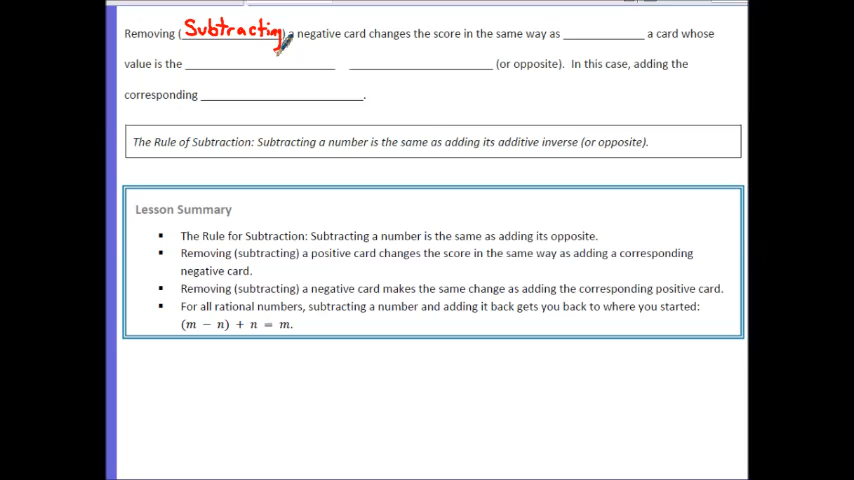 Removing (Subtracting) a negative card changes the score in the same way as ______________ a card whose
value is the __________________________ _________________________ (or opposite). In this case, adding the
corresponding ____________________________.
The Rule of Subtraction: Subtracting a number is the same as adding its additive inverse (or opposite).
Lesson Summary
▪ The Rule for Subtraction: Subtracting a number is the same as adding its opposite.
▪ Removing (subtracting) a positive card changes the score in the same way as adding a corresponding
negative card.
▪ Removing (subtracting) a negative card makes the same change as adding the corresponding positive card.
▪ For all rational numbers, subtracting a number and adding it back gets you back to where you started:
(m − n) + n = m.